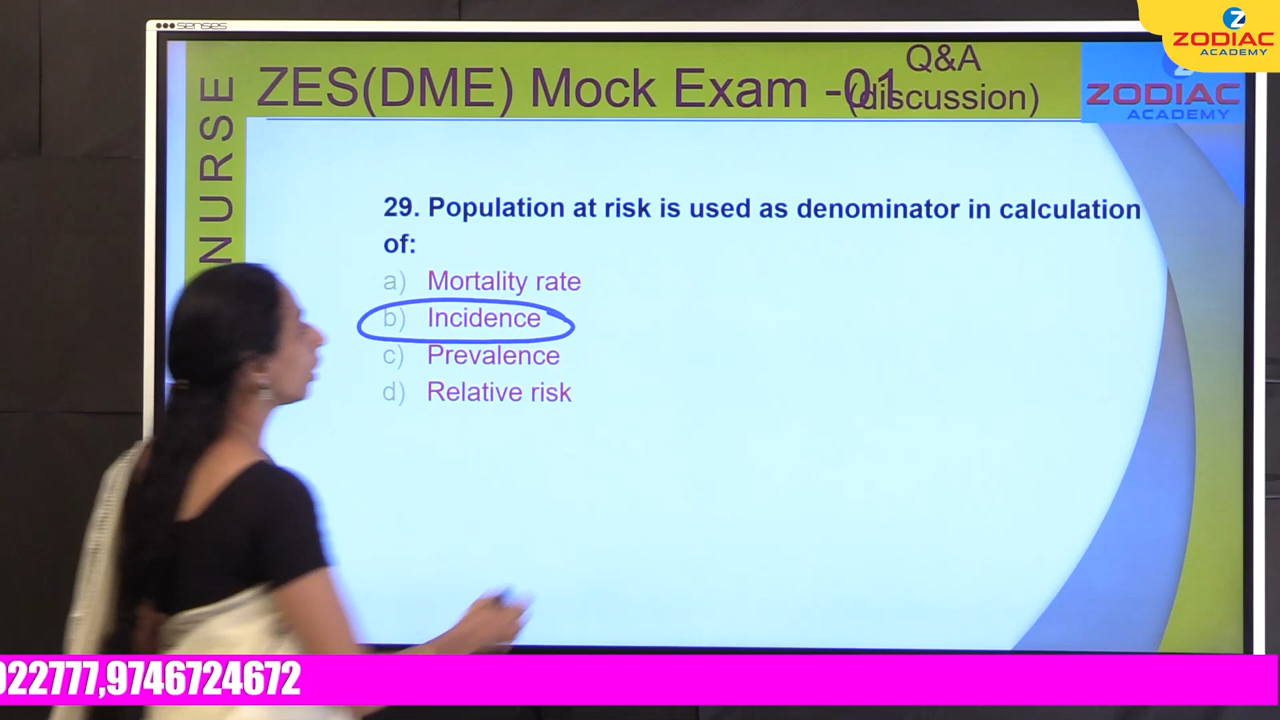 senses
Z
ZODIAC
ACADEMY
NURSE
ZES(DME) Mock Exam -01
Q&A
(discussion)
ZODIAC
ACADEMY
29. Population at risk is used as denominator in calculation
of:
a) Mortality rate
b) Incidence
c) Prevalence
d) Relative risk
022777,9746724672